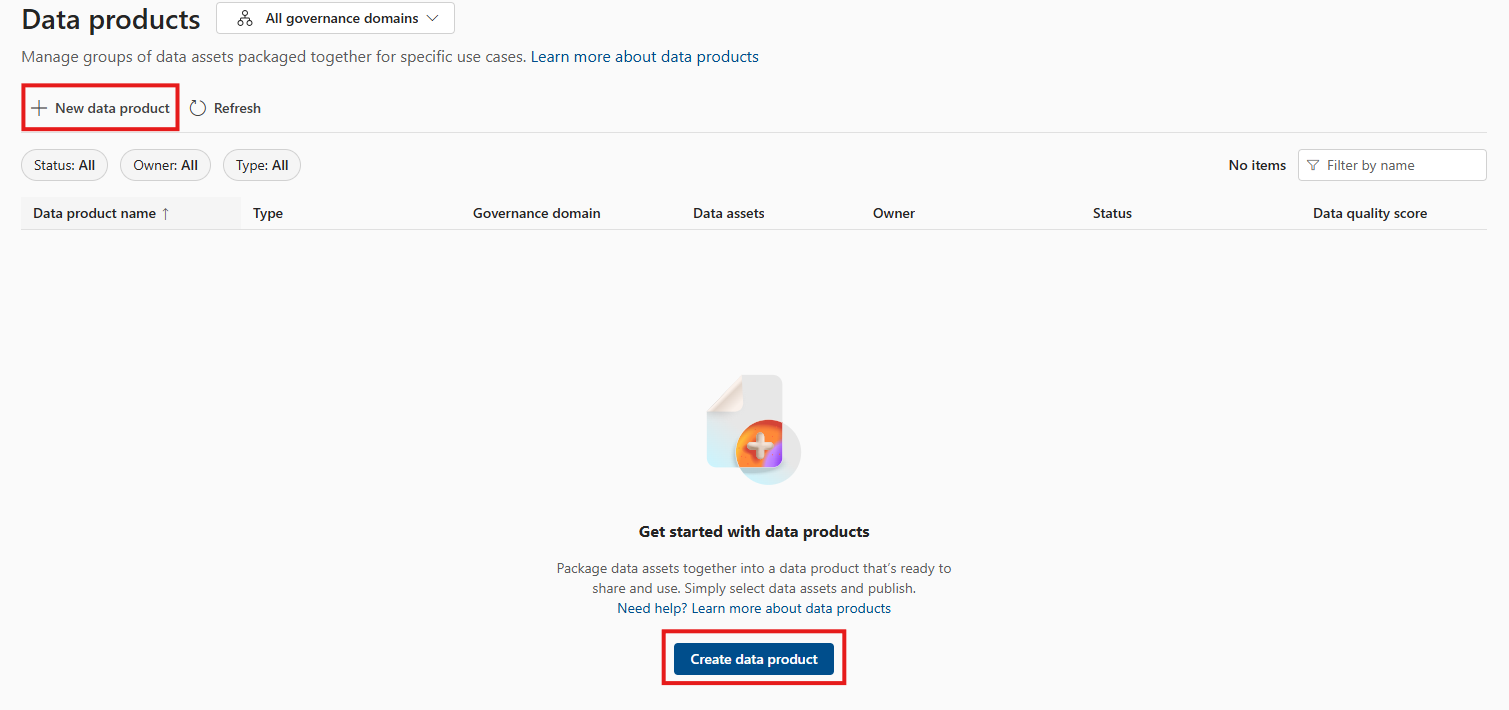 Data products All governance domains
Manage groups of data assets packaged together for specific use cases. Learn more about data products
New data product Refresh
Status: All Owner: All Type: All No items Filter by name
Data product name ↑ Type Governance domain Data assets Owner Status Data quality score
Get started with data products
Package data assets together into a data product that's ready to
share and use. Simply select data assets and publish.
Need help? Learn more about data products
Create data product